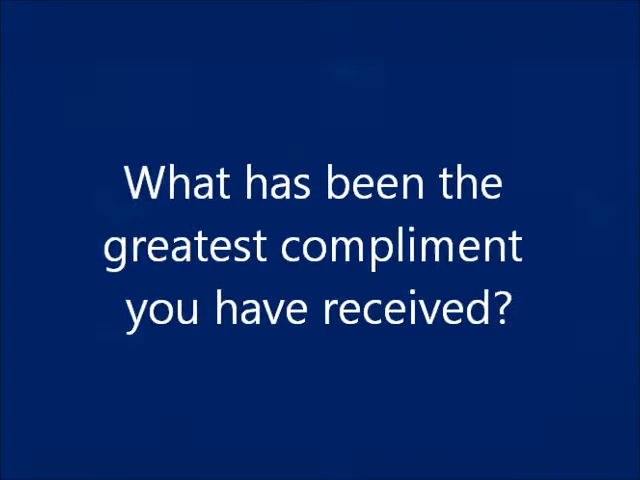 What has been the
greatest compliment
you have received?